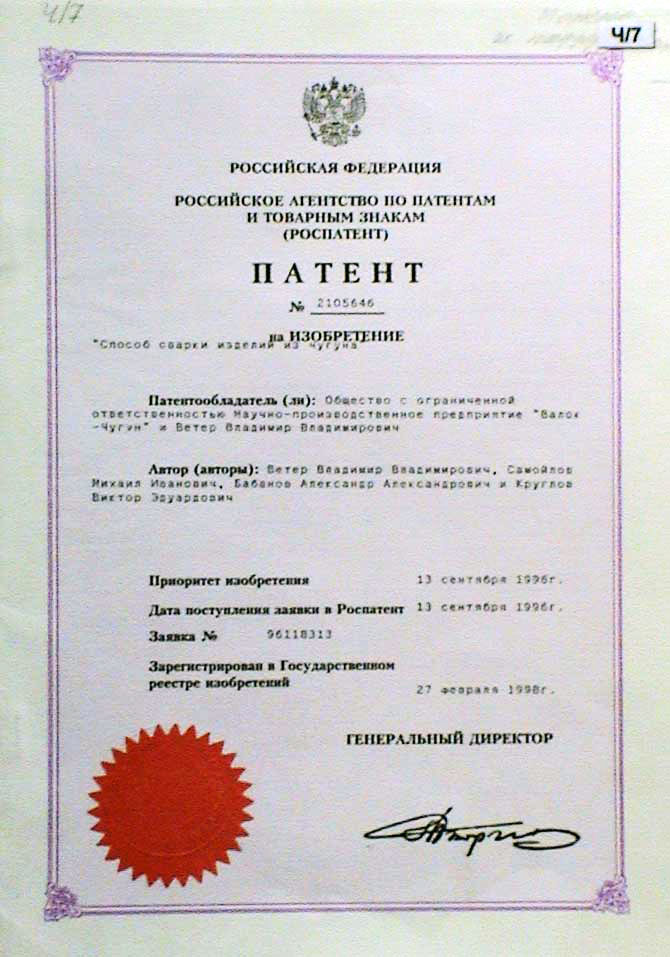 Ч/7
Ч/7
РОССИЙСКАЯ ФЕДЕРАЦИЯ
РОССИЙСКОЕ АГЕНТСТВО ПО ПАТЕНТАМ
И ТОВАРНЫМ ЗНАКАМ
(РОСПАТЕНТ)
ПАТЕНТ
№ 2105646
на ИЗОБРЕТЕНИЕ
"Способ сварки изделий из чугуна"
Патентообладатель (ли): Общество с ограниченной
ответственностью Научно-производственное предприятие "Валок
-Чугун" и Ветер Владимир Владимирович
Автор (авторы): Ветер Владимир Владимирович, Самойлов
Михаил Иванович, Бабанов Александр Александрович и Круглов
Виктор Эдуардович
Приоритет изобретения 13 сентября 1996г.
Дата поступления заявки в Роспатент 13 сентября 1996г.
Заявка № 96118313
Зарегистрирован в Государственном
реестре изобретений 27 февраля 1998г.
ГЕНЕРАЛЬНЫЙ ДИРЕКТОР